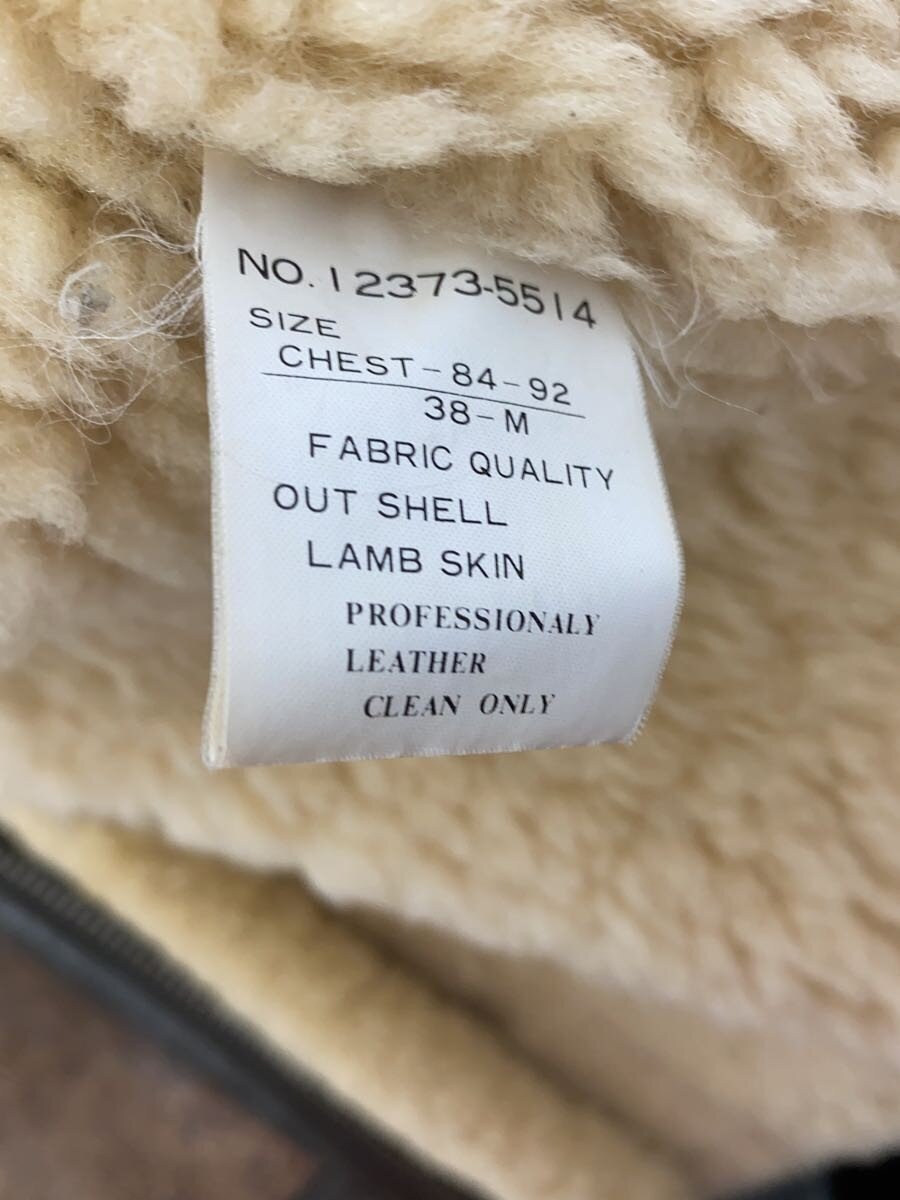 NO. 12373-5514
SIZE
CHEST-84-92
38-M
FABRIC QUALITY
OUT SHELL
LAMB SKIN
PROFESSIONALY
LEATHER
CLEAN ONLY